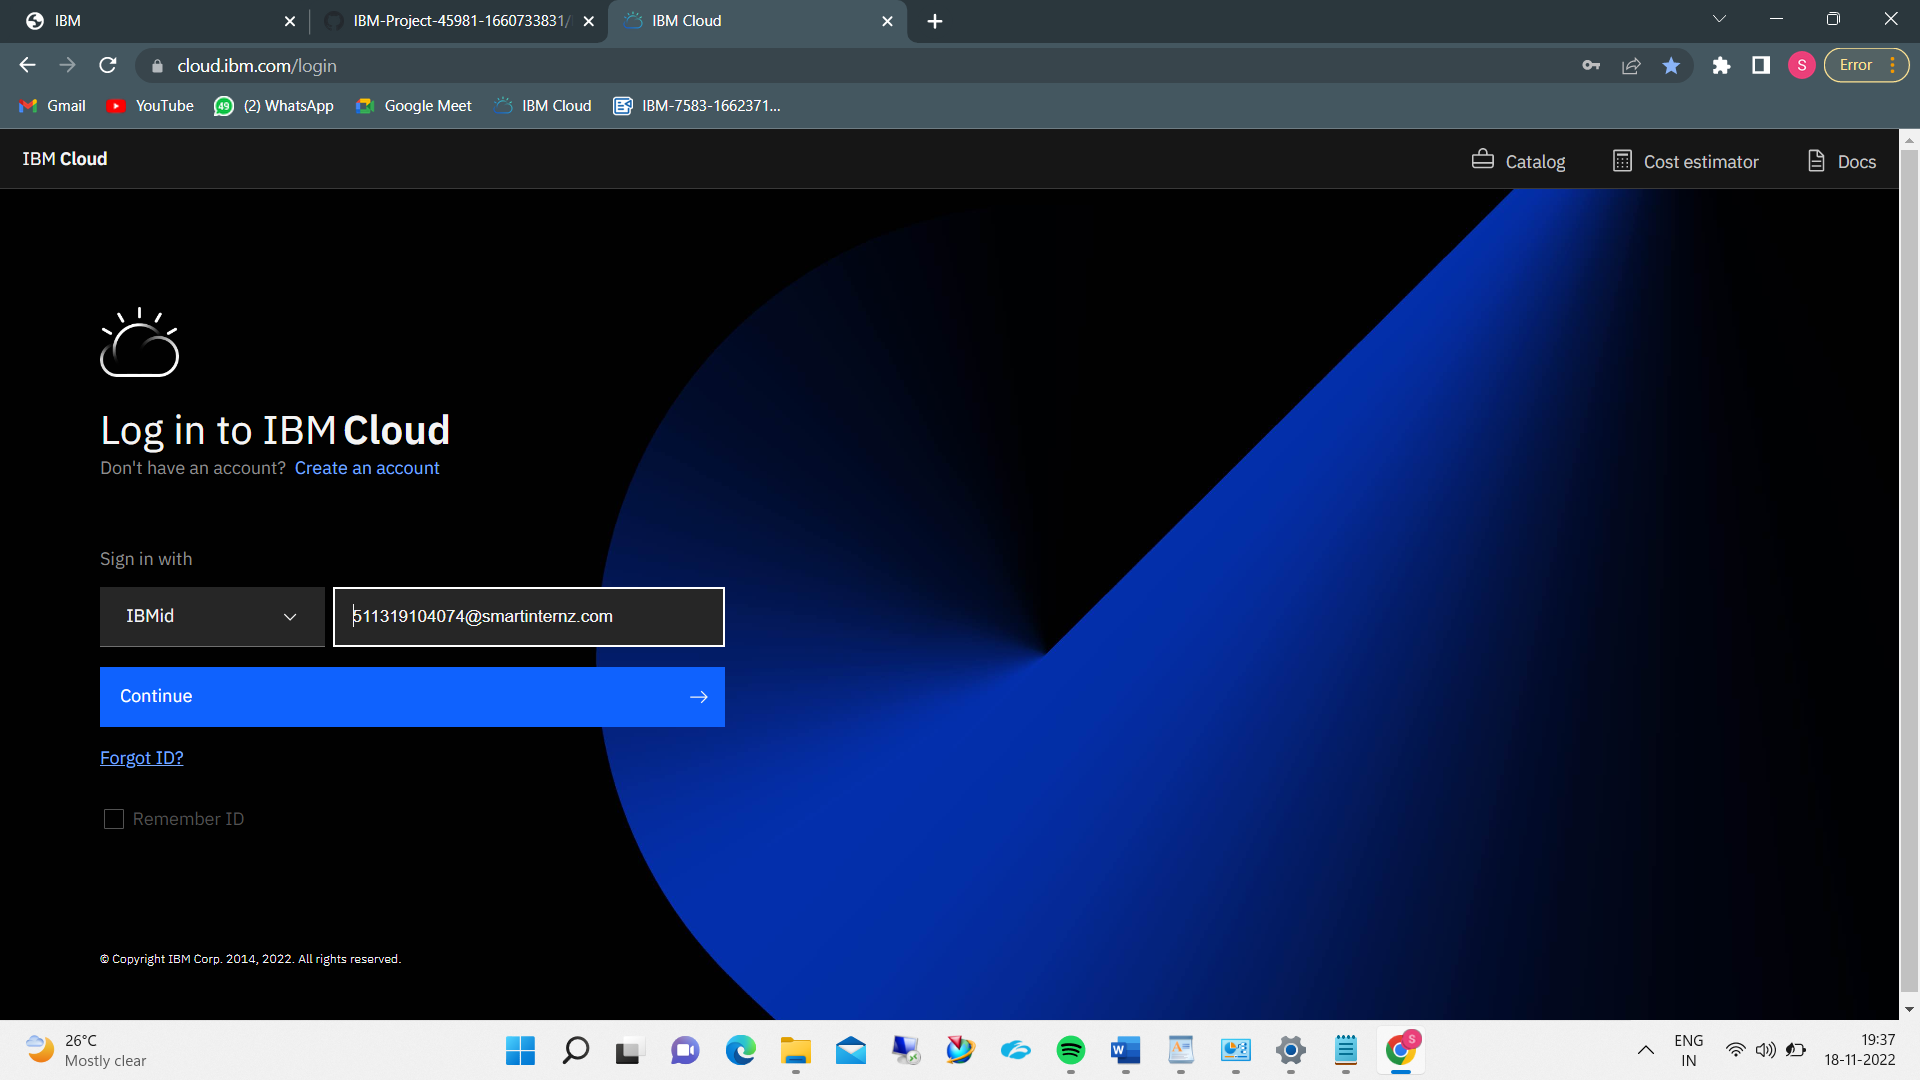 IBM
IBM-Project-45981-1660733831/
IBM Cloud
cloud.ibm.com/login
S
Error
Gmail
YouTube
49
(2) WhatsApp
Google Meet
IBM Cloud
IBM-7583-1662371...
IBM Cloud
Catalog
Cost estimator
Docs
Log in to IBM Cloud
Don't have an account? Create an account
Sign in with
IBMid
511319104074@smartinternz.com
Continue
Forgot ID?
Remember ID
© Copyright IBM Corp. 2014, 2022. All rights reserved.
26°C
Mostly clear
W
S
ENG
IN
19:37
18-11-2022